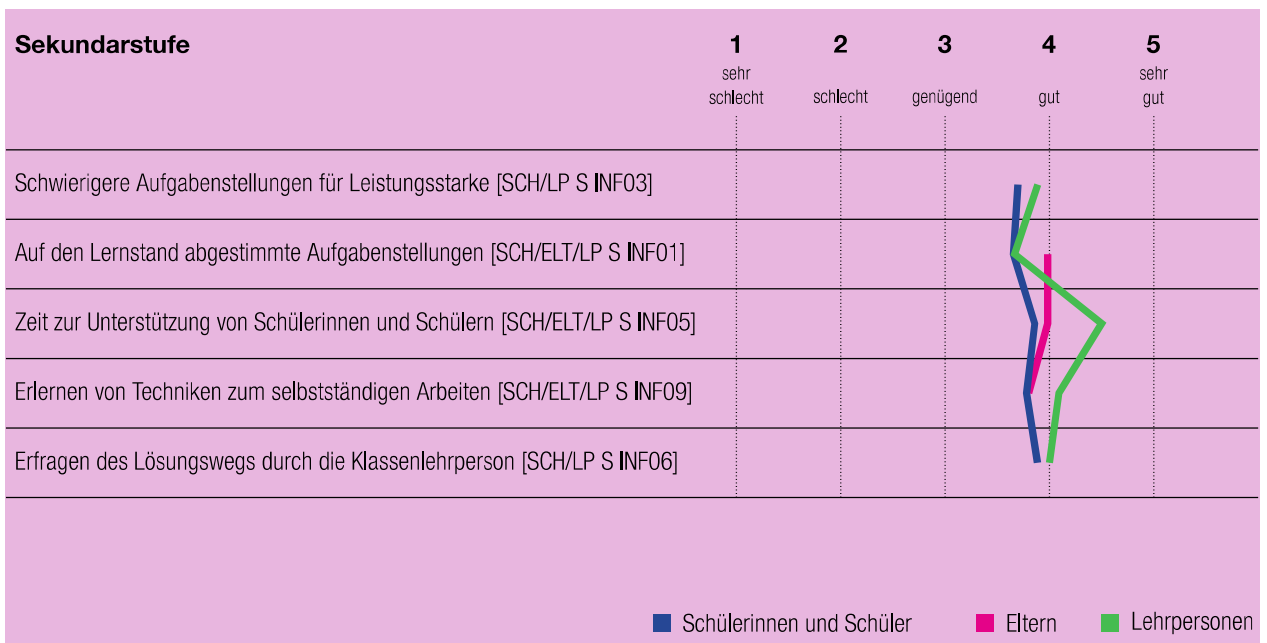 Sekundarstufe 1 2 3 4 5
sehr schlecht schlecht genügend gut sehr gut
Schwierigere Aufgabenstellungen für Leistungsstarke [SCH/LP S INF03]
Auf den Lernstand abgestimmte Aufgabenstellungen [SCH/ELT/LP S INF01]
Zeit zur Unterstützung von Schülerinnen und Schülern [SCH/ELT/LP S INF05]
Erlernen von Techniken zum selbstständigen Arbeiten [SCH/ELT/LP S INF09]
Erfragen des Lösungswegs durch die Klassenlehrperson [SCH/LP S INF06]
Schülerinnen und Schüler Eltern Lehrpersonen